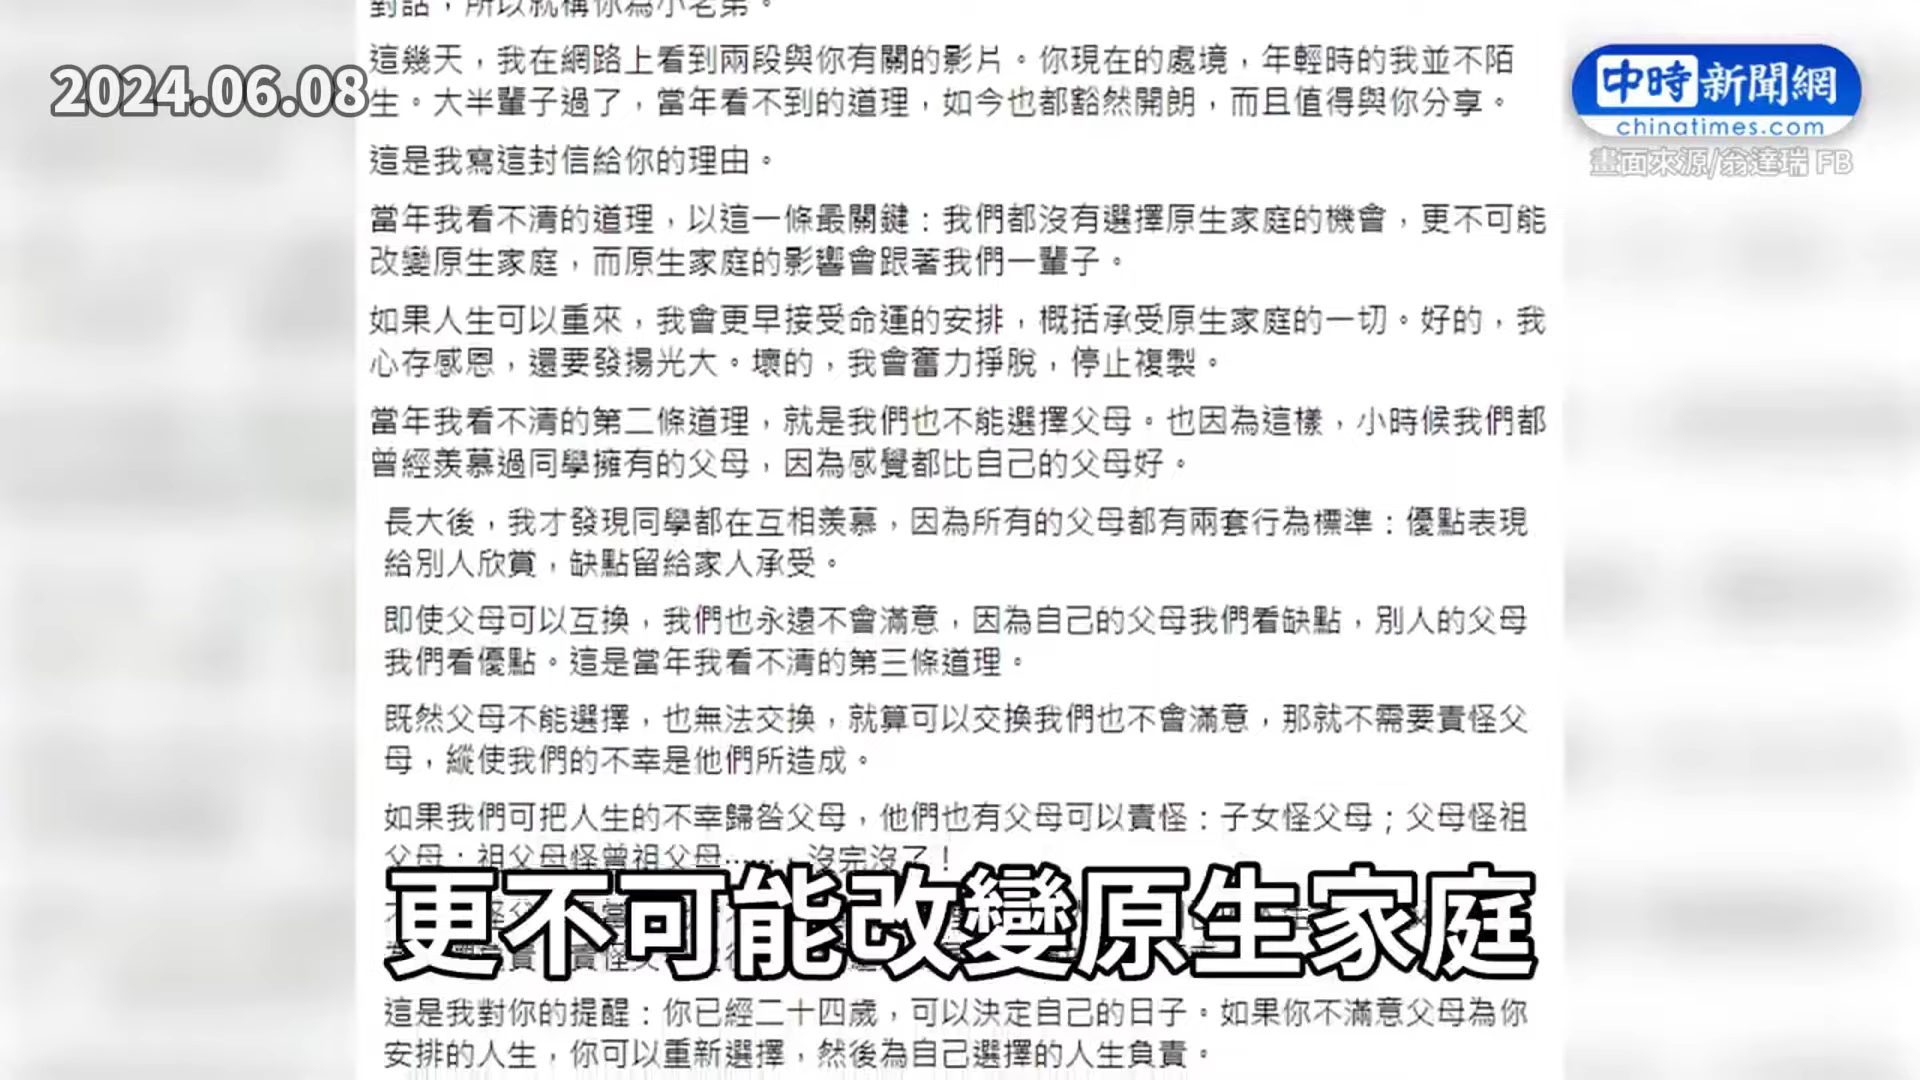 對話，所以就稱你為小老弟。
2024.06.08
這幾天，我在網路上看到兩段與你有關的影片。你現在的處境，年輕時的我並不陌
生。大半輩子過了，當年看不到的道理，如今也都豁然開朗，而且值得與你分享。
中時新聞網
chinatimes.com
畫面來源/翁達瑞 FB
這是我寫這封信給你的理由。
當年我看不清的道理，以這一條最關鍵：我們都沒有選擇原生家庭的機會，更不可能
改變原生家庭，而原生家庭的影響會跟著我們一輩子。
如果人生可以重來，我會更早接受命運的安排，概括承受原生家庭的一切。好的，我
心存感恩，還要發揚光大。壞的，我會奮力掙脫，停止複製。
當年我看不清的第二條道理，就是我們也不能選擇父母。也因為這樣，小時候我們都
曾經羨慕過同學擁有的父母，因為感覺都比自己的父母好。
長大後，我才發現同學都在互相羨慕，因為所有的父母都有兩套行為標準：優點表現
給別人欣賞，缺點留給家人承受。
即使父母可以互換，我們也永遠不會滿意，因為自己的父母我們看缺點，別人的父母
我們看優點。這是當年我看不清的第三條道理。
既然父母不能選擇，也無法交換，就算可以交換我們也不會滿意，那就不需要責怪父
母，縱使我們的不幸是他們所造成。
如果我們可把人生的不幸歸咎父母，他們也有父母可以責怪：子女怪父母；父母怪祖
父母；祖父母怪曾祖父母……，沒完沒了！
更不可能改變原生家庭
這是我對你的提醒：你已經二十四歲，可以決定自己的日子。如果你不滿意父母為你
安排的人生，你可以重新選擇，然後為自己選擇的人生負責。